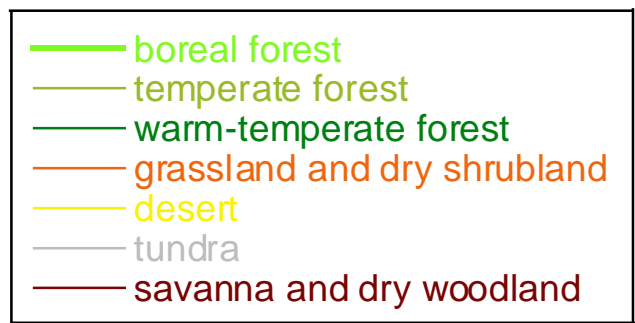 boreal forest
temperate forest
warm-temperate forest
grassland and dry shrubland
desert
tundra
savanna and dry woodland